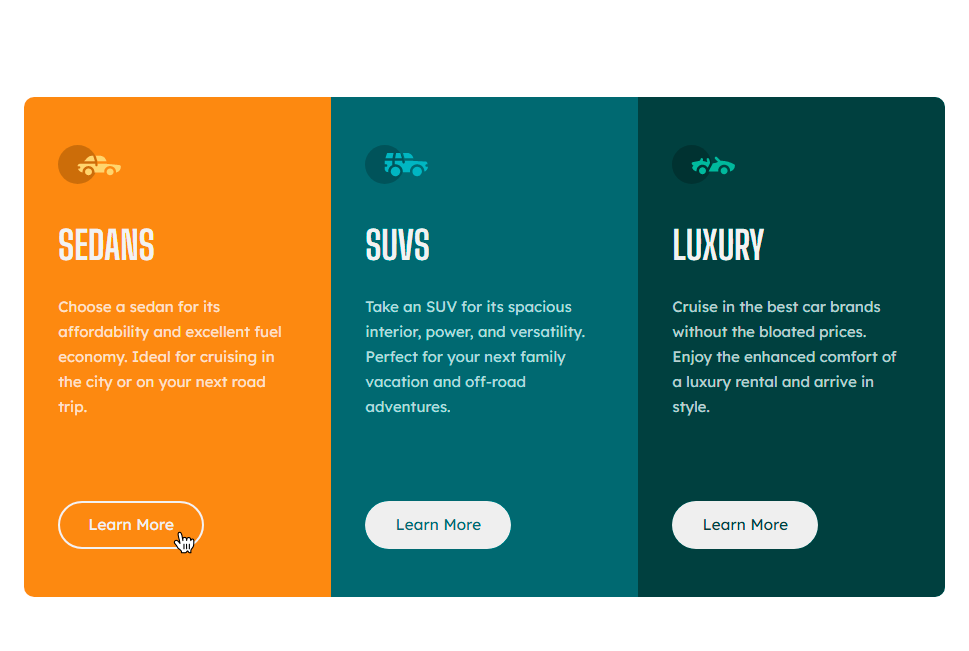 SEDANS
Choose a sedan for its
affordability and excellent fuel
economy. Ideal for cruising in
the city or on your next road
trip.
Learn More
SUVS
Take an SUV for its spacious
interior, power, and versatility.
Perfect for your next family
vacation and off-road
adventures.
Learn More
LUXURY
Cruise in the best car brands
without the bloated prices.
Enjoy the enhanced comfort of
a luxury rental and arrive in
style.
Learn More